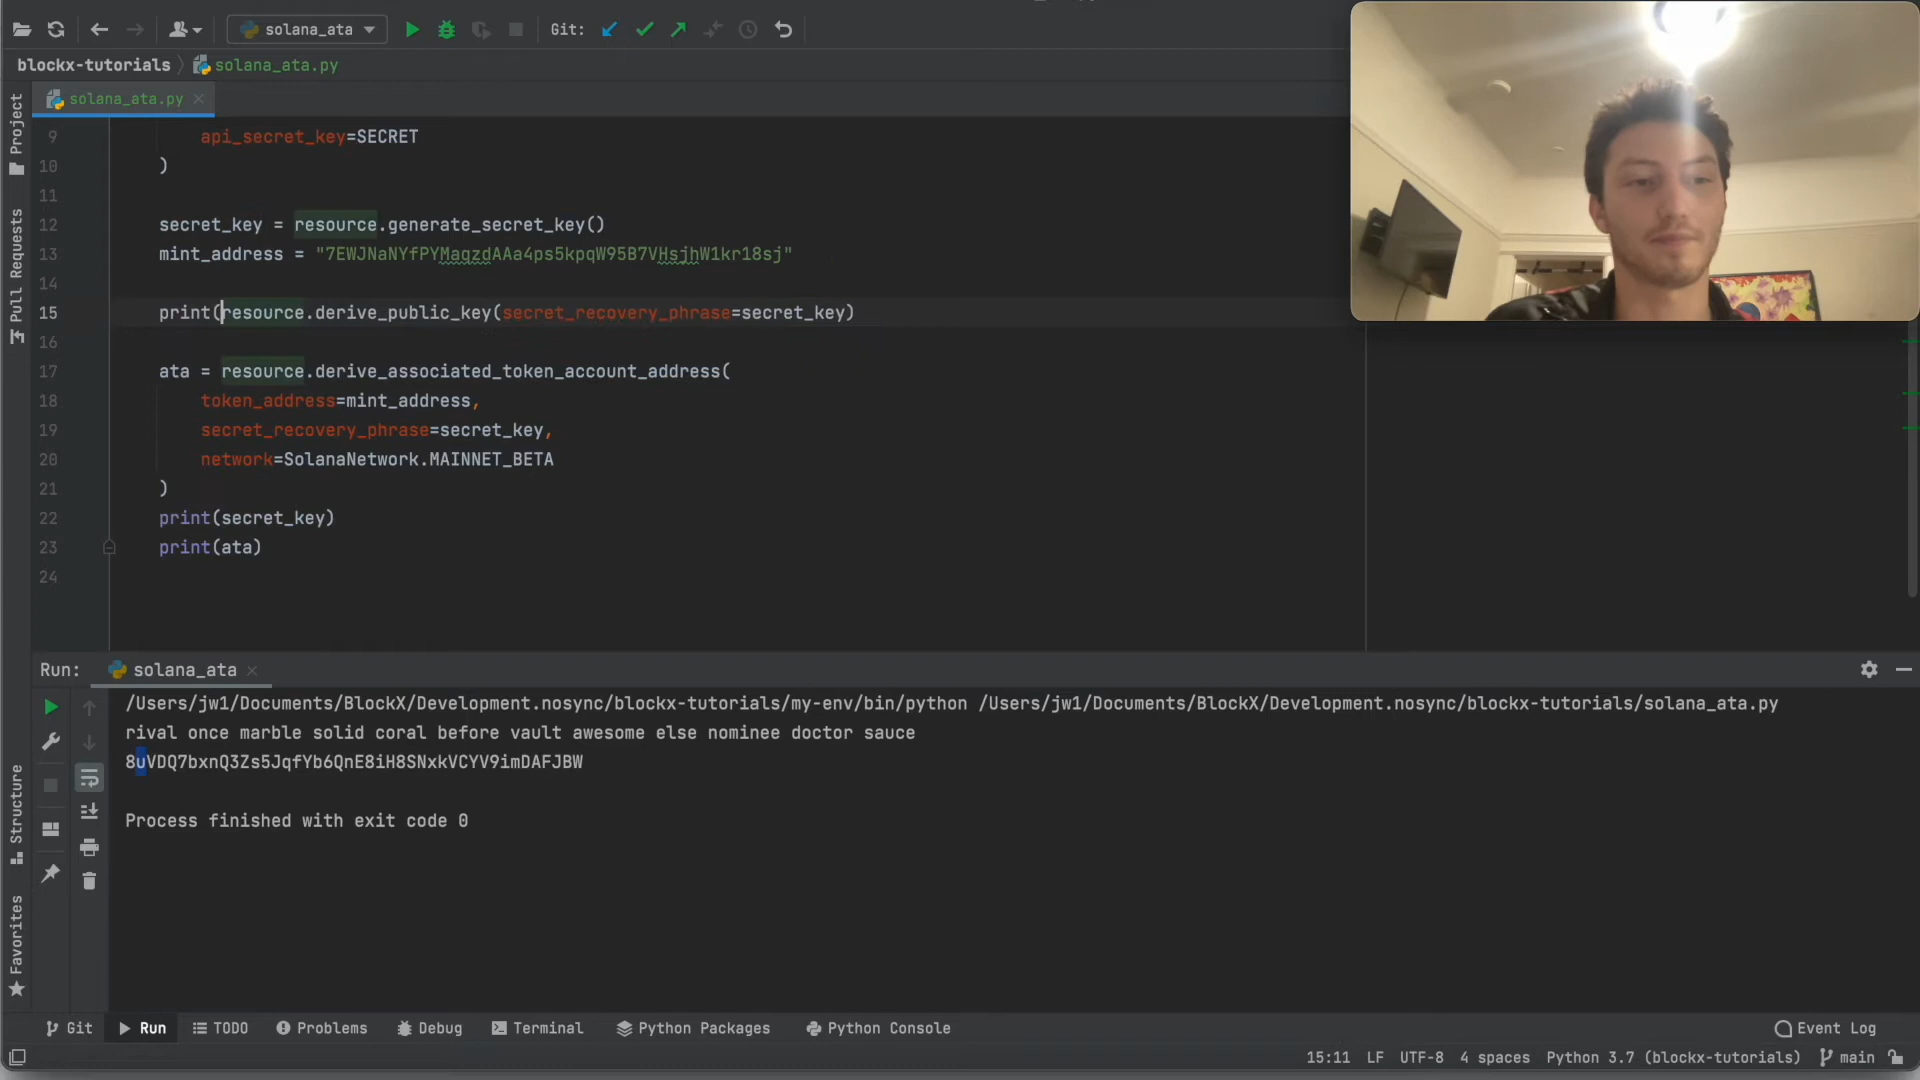 solana_ata
Git:
blockx-tutorials
solana_ata.py
solana_ata.py
Project
Pull Requests
Structure
Favorites
9 api_secret_key=SECRET
10 )
11
12 secret_key = resource.generate_secret_key()
13 mint_address = "7EWJNaNYfPYMagzdAAa4ps5kpqW95B7VHsjhW1kr18sj"
14
15 print(resource.derive_public_key(secret_recovery_phrase=secret_key)
16
17 ata = resource.derive_associated_token_account_address(
18 token_address=mint_address,
19 secret_recovery_phrase=secret_key,
20 network=SolanaNetwork.MAINNET_BETA
21 )
22 print(secret_key)
23 print(ata)
24
Run: solana_ata
/Users/jw1/Documents/BlockX/Development.nosync/blockx-tutorials/my-env/bin/python /Users/jw1/Documents/BlockX/Development.nosync/blockx-tutorials/solana_ata.py
rival once marble solid coral before vault awesome else nominee doctor sauce
8uVDQ7bxnQ3Zs5JqfYb6QnE8iH8SNxkVCYV9imDAFJBW
Process finished with exit code 0
Git Run TODO Problems Debug Terminal Python Packages Python Console Event Log
15:11 LF UTF-8 4 spaces Python 3.7 (blockx-tutorials) main